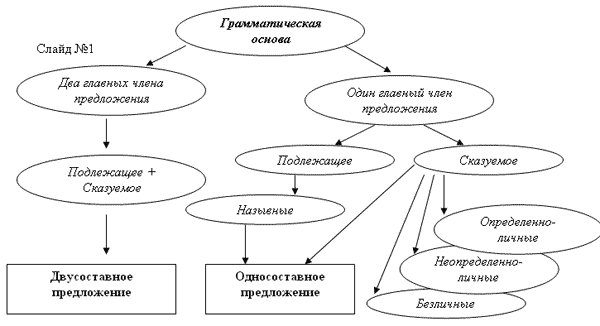 Грамматическая
основа
Слайд №1
Два главных члена
предложения
Один главный член
предложения
Подлежащее +
Сказуемое
Подлежащее
Сказуемое
Назывные
Определенно-
личные
Неопределенно-
личные
Безличные
Двусоставное
предложение
Односоставное
предложение